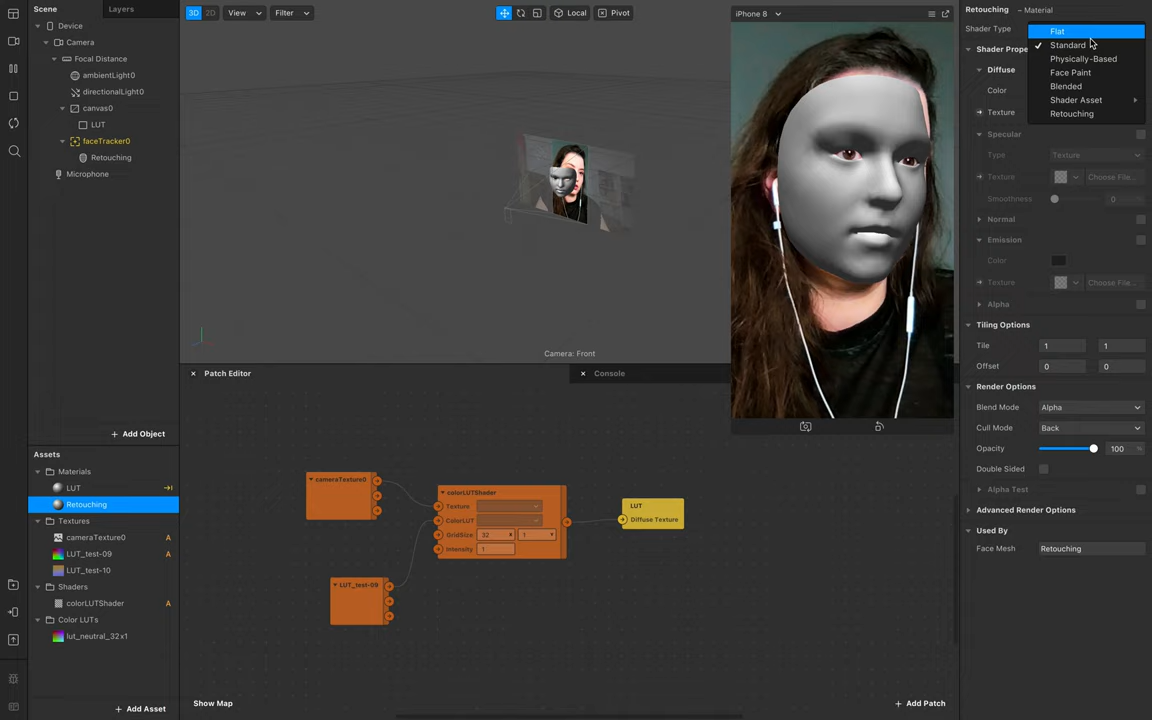 Scene
Layers
Device
Camera
Focal Distance
ambientLight0
directionalLight0
canvas0
LUT
faceTracker0
Retouching
Microphone
+ Add Object
Assets
Materials
LUT
Retouching
Textures
cameraTexture0 A
LUT_test-09 A
LUT_test-10
Shaders
colorLUTShader A
Color LUTs
lut_neutral_32x1
+ Add Asset
3D 2D View Filter Local Pivot
Camera: Front
iPhone 8
Patch Editor
Console
cameraTexture0
colorLUTShader
Texture
ColorLUT
GridSize 32 X 1 Y
Intensity 1
LUT
Diffuse Texture
LUT_test-09
Show Map
+ Add Patch
Retouching – Material
Shader Type
Flat
Standard
Physically-Based
Face Paint
Blended
Shader Asset
Retouching
Shader Prope
Diffuse
Color
Texture
Specular
Type Texture
Texture Choose File...
Smoothness 0
Normal
Emission
Color
Texture Choose File...
Alpha
Tiling Options
Tile 1 1
Offset 0 0
Render Options
Blend Mode Alpha
Cull Mode Back
Opacity 100 %
Double Sided
Alpha Test
Advanced Render Options
Used By
Face Mesh Retouching